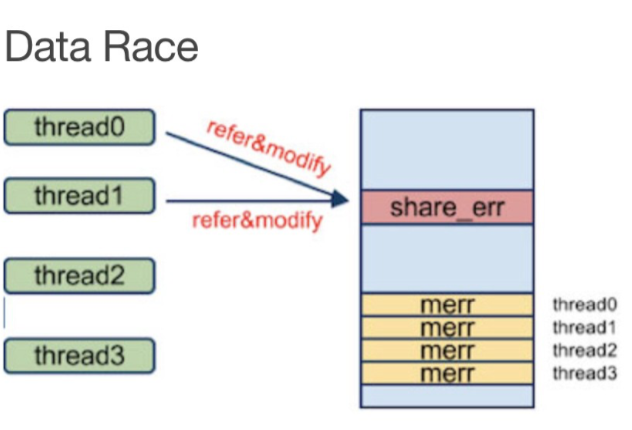 Data Race
thread0
refer&modify
thread1
refer&modify
share_err
thread2
thread3
merr
thread0
merr
thread1
merr
thread2
merr
thread3